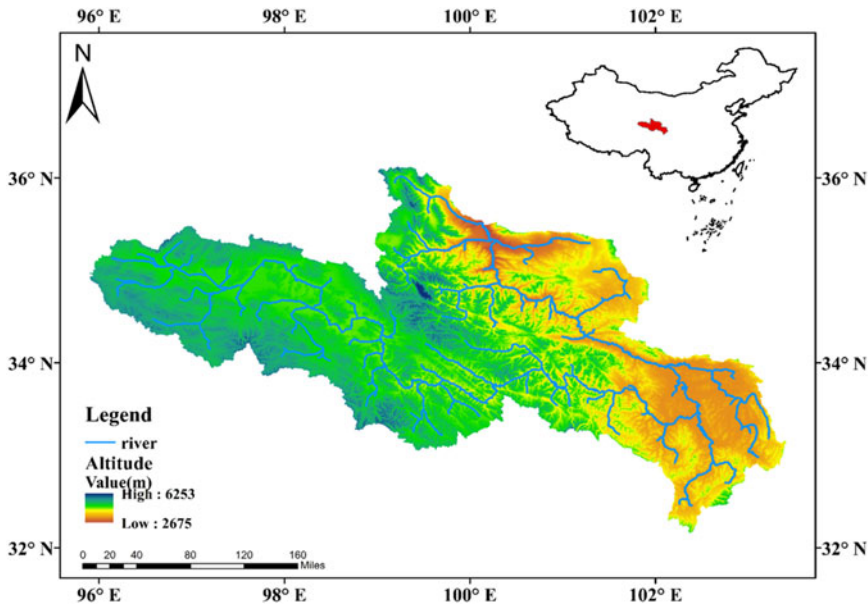 96° E 98° E 100° E 102° E
N
36° N 36° N
34° N 34° N
Legend
river
Altitude
Value(m)
High : 6253
Low : 2675
32° N 32° N
0 20 40 80 120 160
Miles
96° E 98° E 100° E 102° E